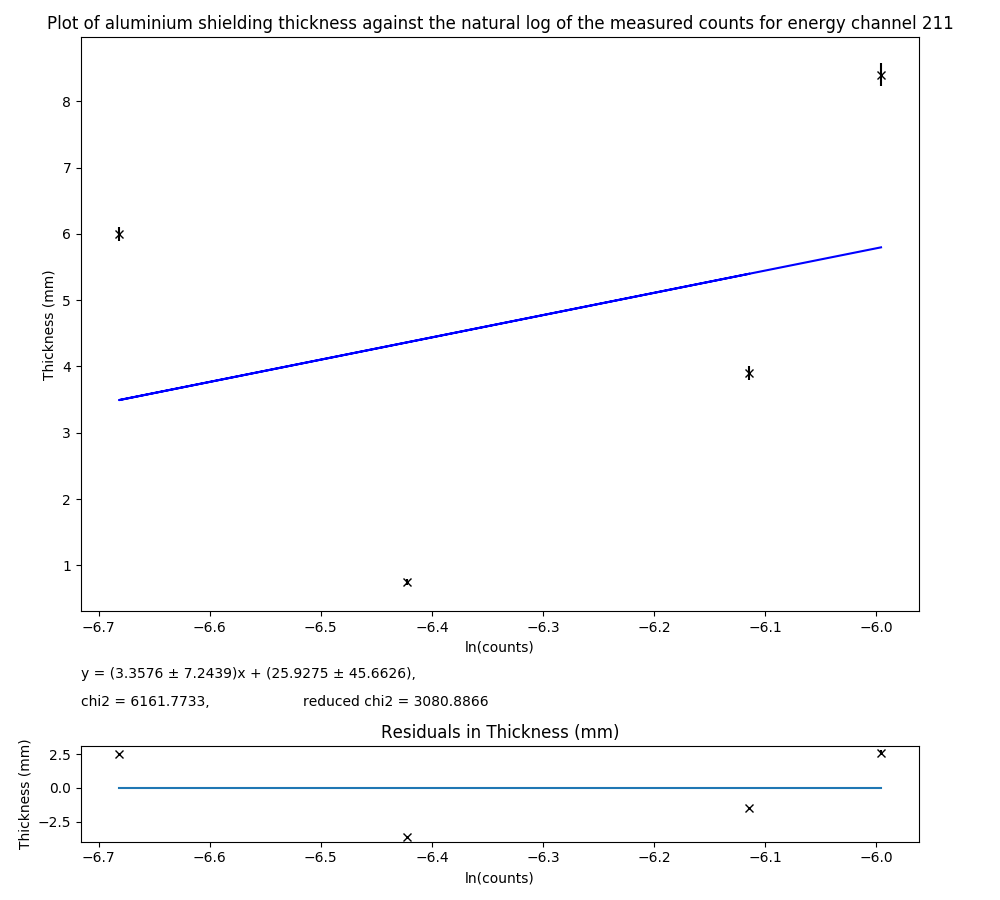 Plot of aluminium shielding thickness against the natural log of the measured counts for energy channel 211
8
7
6
5
4
3
2
1
Thickness (mm)
−6.7 −6.6 −6.5 −6.4 −6.3 −6.2 −6.1 −6.0
ln(counts)
y = (3.3576 ± 7.2439)x + (25.9275 ± 45.6626),
chi2 = 6161.7733, reduced chi2 = 3080.8866
Residuals in Thickness (mm)
2.5
0.0
−2.5
Thickness (mm)
−6.7 −6.6 −6.5 −6.4 −6.3 −6.2 −6.1 −6.0
ln(counts)